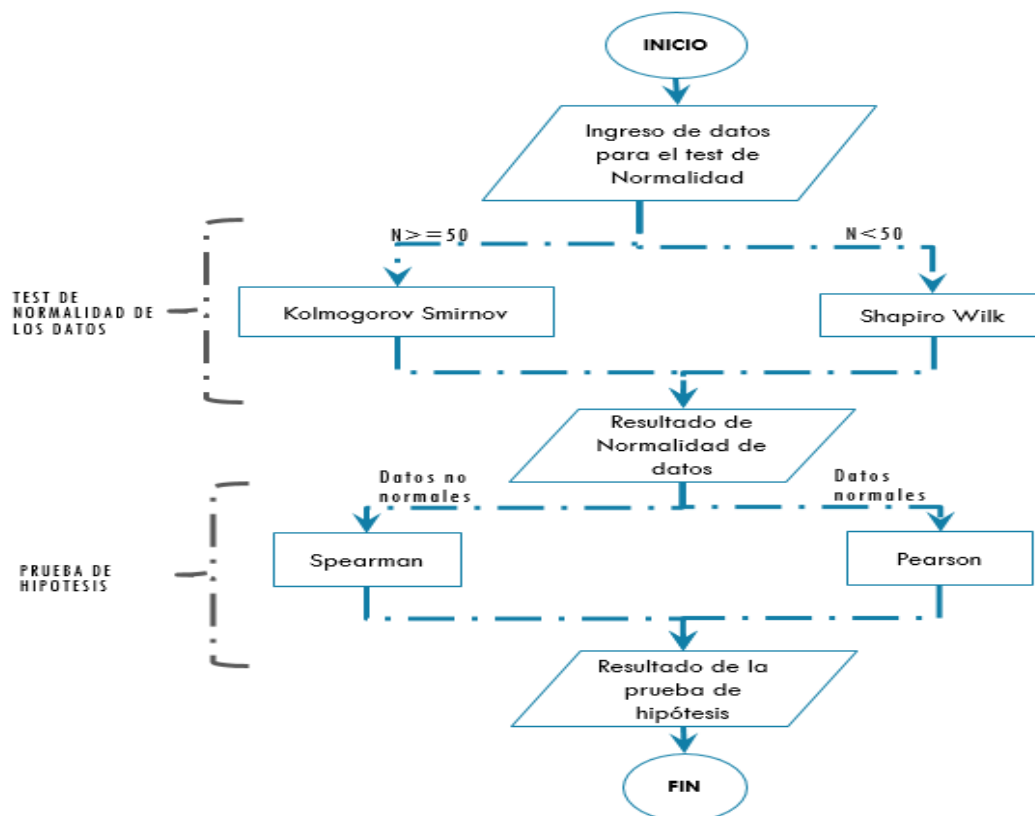 INICIO
Ingreso de datos
para el test de
Normalidad
N>=50
N<50
TEST DE
NORMALIDAD DE
LOS DATOS
Kolmogorov Smirnov
Shapiro Wilk
Resultado de
Normalidad de
datos
Datos no
normales
Datos
normales
PRUEBA DE
HIPOTESIS
Spearman
Pearson
Resultado de la
prueba de
hipótesis
FIN